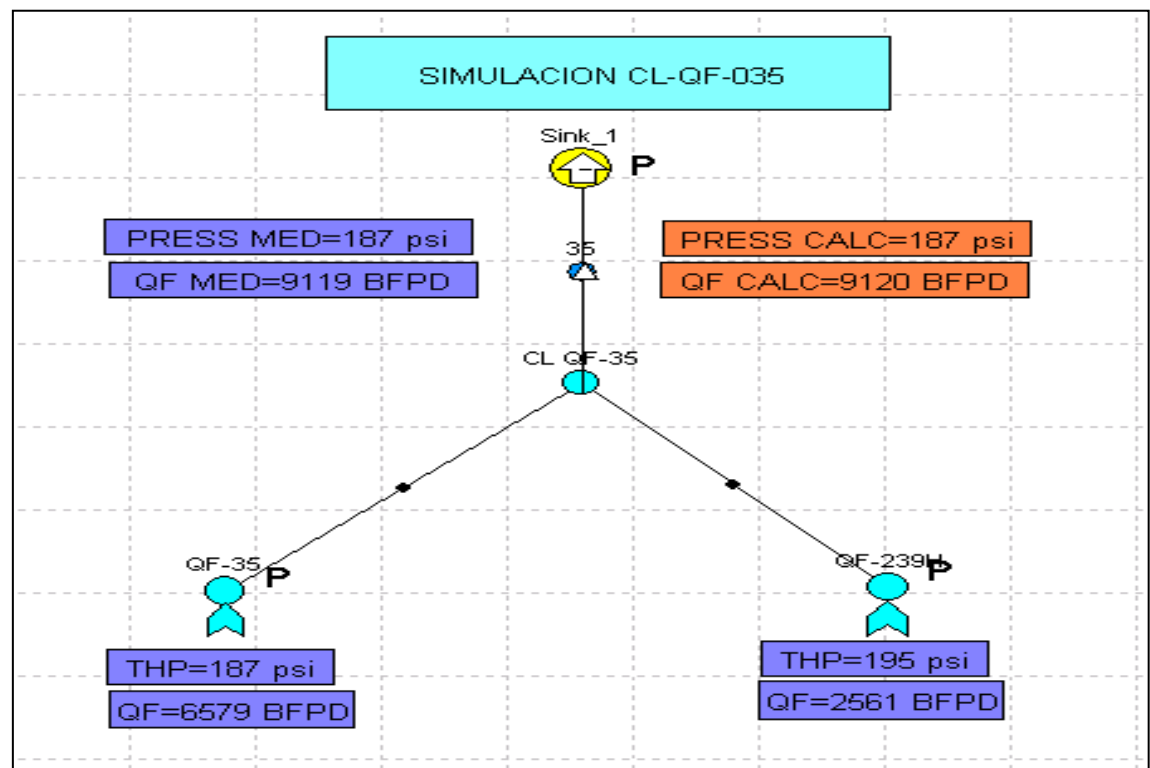 SIMULACION CL-QF-035
Sink_1
P
PRESS MED=187 psi
PRESS CALC=187 psi
35
QF MED=9119 BFPD
QF CALC=9120 BFPD
CL QF-35
QF-35
P
QF-239H
P
THP=187 psi
THP=195 psi
QF=6579 BFPD
QF=2561 BFPD